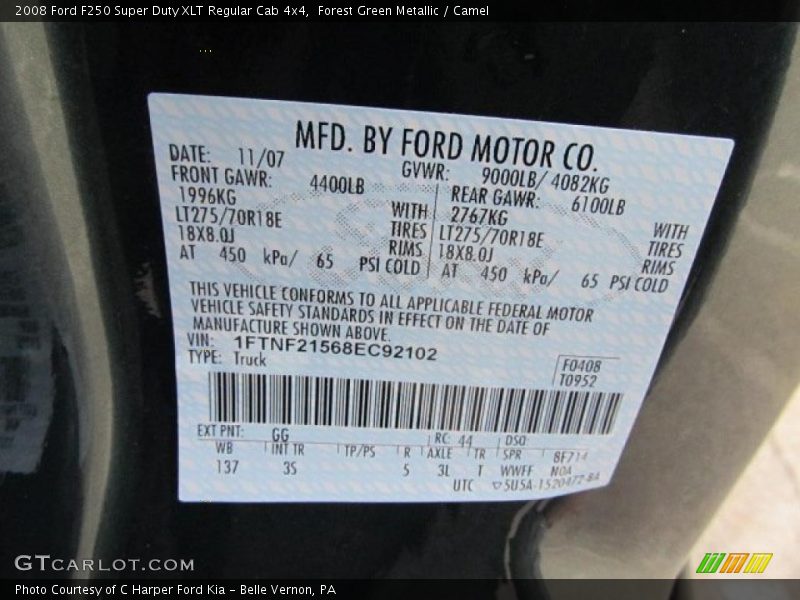 2008 Ford F250 Super Duty XLT Regular Cab 4x4,  Forest Green Metallic / Camel
MFD. BY FORD MOTOR CO.
DATE: 11/07 GVWR: 9000LB/ 4082KG
FRONT GAWR: 4400LB REAR GAWR: 6100LB
1996KG WITH 2767KG WITH
LT275/70R18E TIRES LT275/70R18E TIRES
18X8.0J RIMS 18X8.0J RIMS
AT 450 kPa/ 65 PSI COLD AT 450 kPa/ 65 PSI COLD
THIS VEHICLE CONFORMS TO ALL APPLICABLE FEDERAL MOTOR
VEHICLE SAFETY STANDARDS IN EFFECT ON THE DATE OF
MANUFACTURE SHOWN ABOVE.
VIN: 1FTNF21568EC92102
TYPE: Truck
F0408
T0952
EXT PNT: GG RC: 44 DSO:
WB INT TR TP/PS R AXLE TR SPR 8F714
137 3S 5 3L T WWFF NOA
UTC 5U5A-1520472-BA
GTCARLOT.COM
Photo Courtesy of C Harper Ford Kia – Belle Vernon, PA